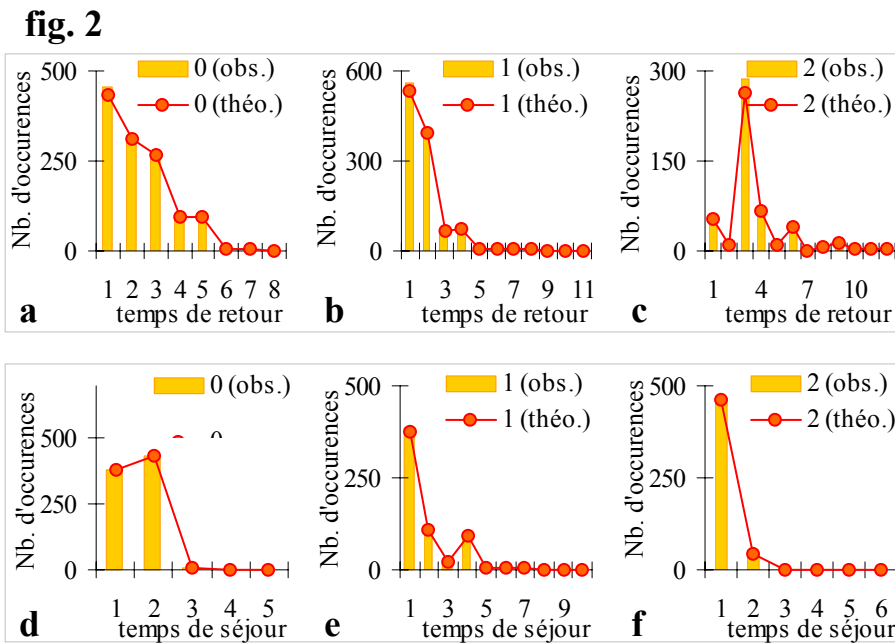 fig. 2
0 (obs.)
0 (théo.)
Nb. d'occurences
500
250
0
1 2 3 4 5 6 7 8
temps de retour
a
1 (obs.)
1 (théo.)
Nb. d'occurences
600
300
0
1 3 5 7 9 11
temps de retour
b
2 (obs.)
2 (théo.)
Nb. d'occurences
300
150
0
1 4 7 10
temps de retour
c
0 (obs.)
Nb. d'occurences
500
250
0
1 2 3 4 5
temps de séjour
d
1 (obs.)
1 (théo.)
Nb. d'occurences
500
250
0
1 3 5 7 9
temps de séjour
e
2 (obs.)
2 (théo.)
Nb. d'occurences
500
250
0
1 2 3 4 5 6
temps de séjour
f